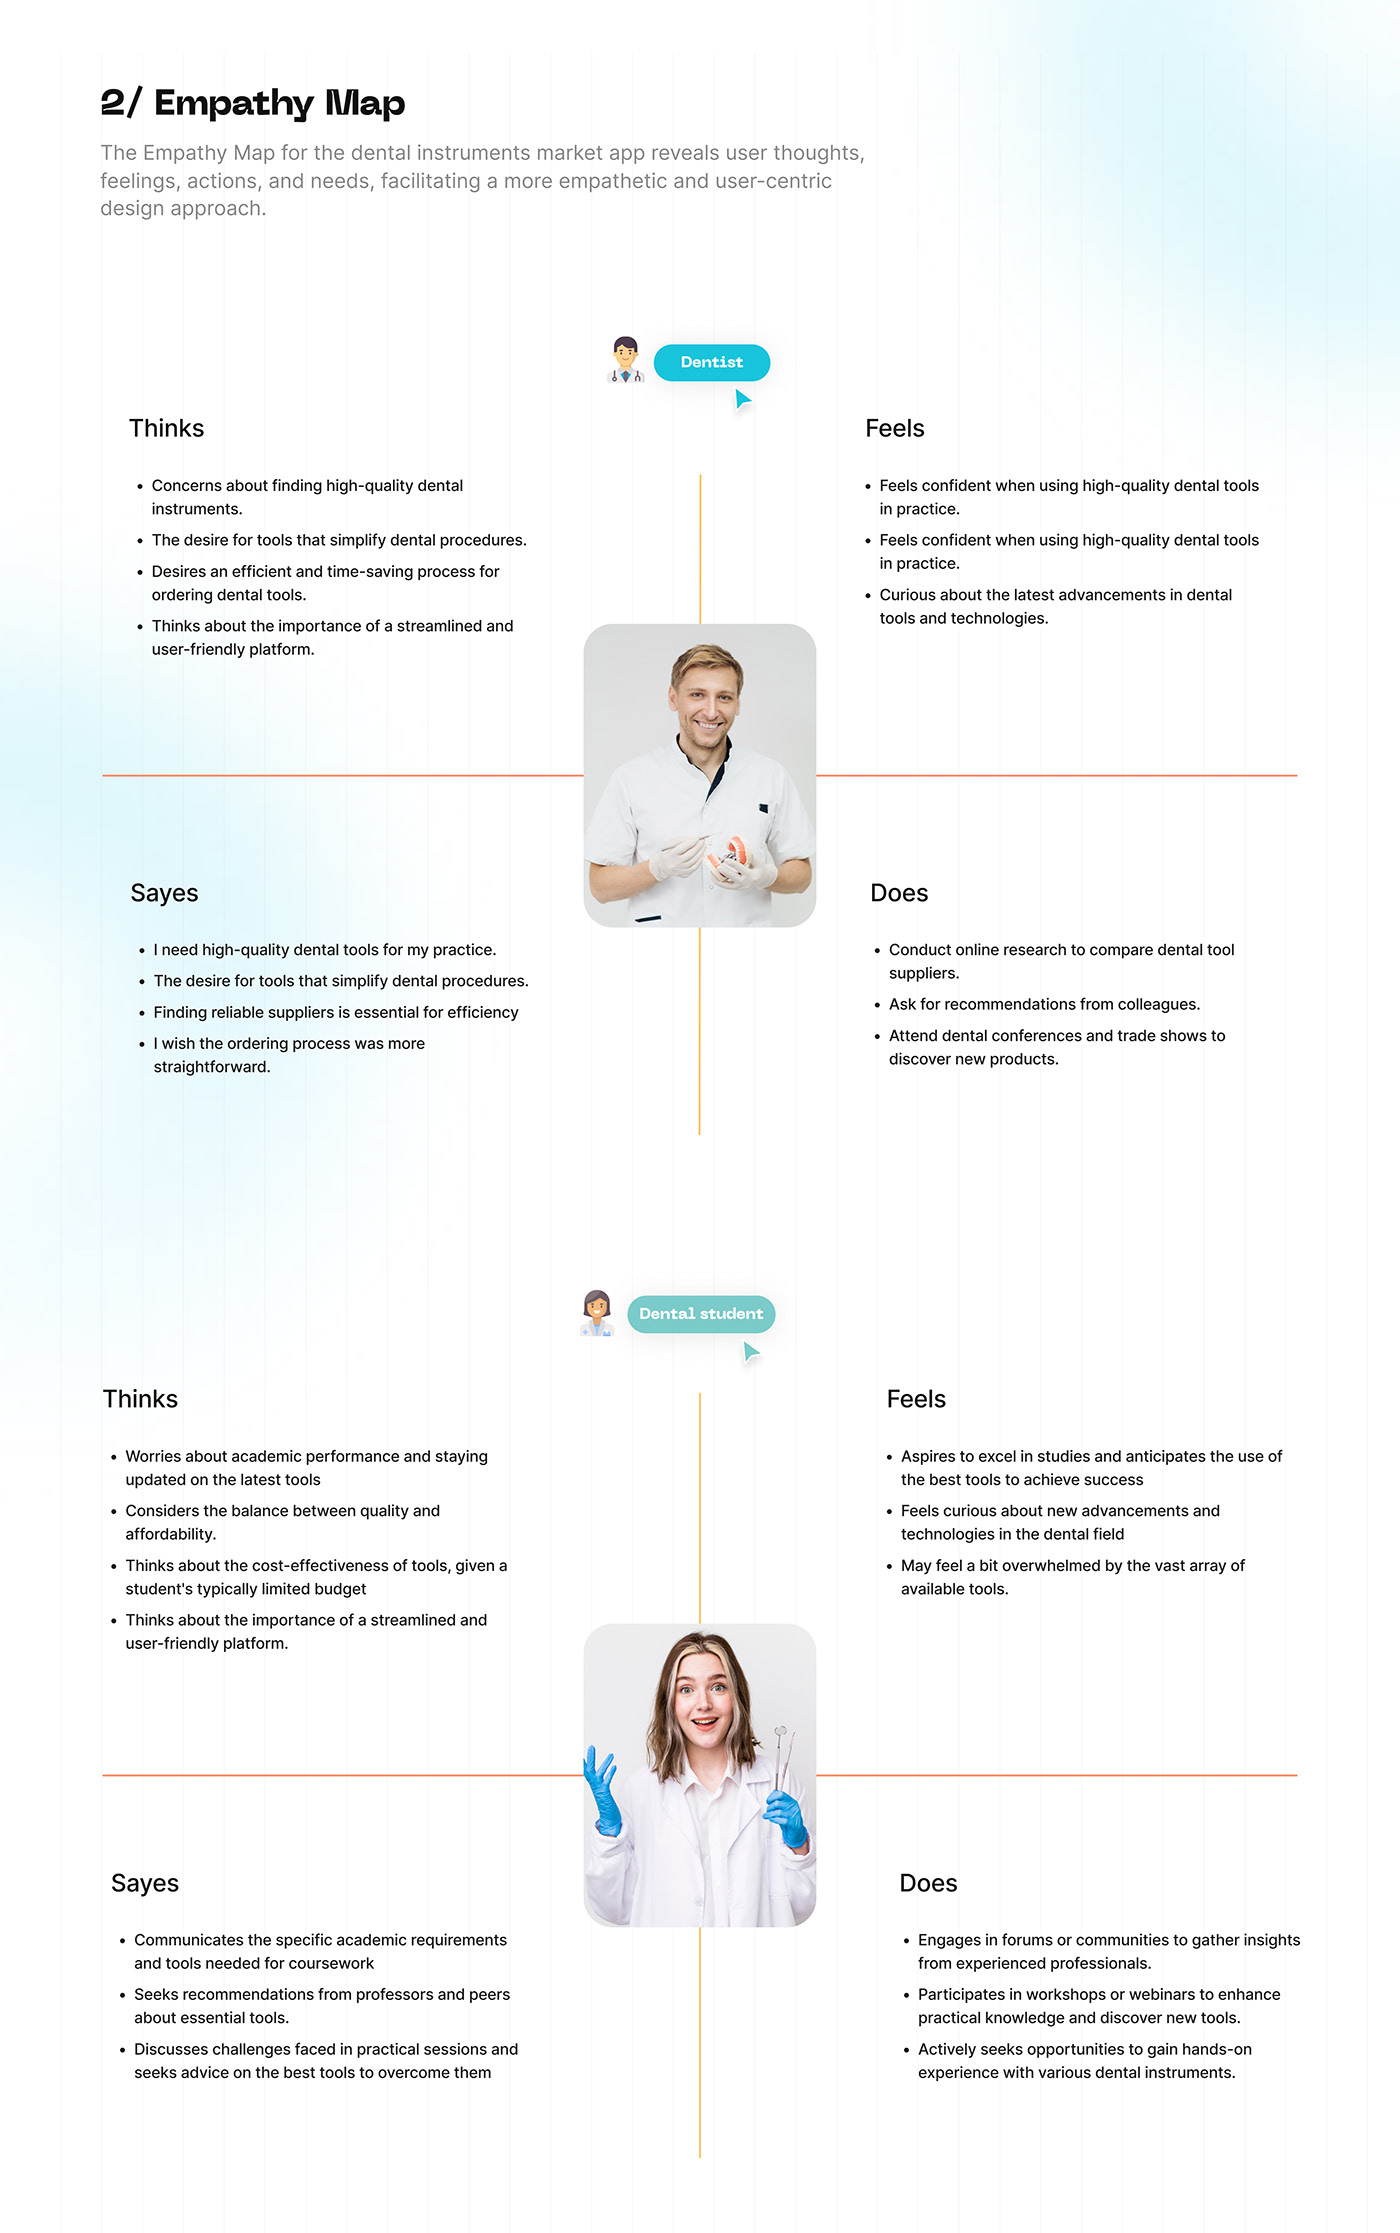 2/ Empathy Map
The Empathy Map for the dental instruments market app reveals user thoughts,
feelings, actions, and needs, facilitating a more empathetic and user-centric
design approach.
Dentist
Thinks
• Concerns about finding high-quality dental
instruments.
• The desire for tools that simplify dental procedures.
• Desires an efficient and time-saving process for
ordering dental tools.
• Thinks about the importance of a streamlined and
user-friendly platform.
Feels
• Feels confident when using high-quality dental tools
in practice.
• Feels confident when using high-quality dental tools
in practice.
• Curious about the latest advancements in dental
tools and technologies.
Sayes
• I need high-quality dental tools for my practice.
• The desire for tools that simplify dental procedures.
• Finding reliable suppliers is essential for efficiency
• I wish the ordering process was more
straightforward.
Does
• Conduct online research to compare dental tool
suppliers.
• Ask for recommendations from colleagues.
• Attend dental conferences and trade shows to
discover new products.
Dental student
Thinks
• Worries about academic performance and staying
updated on the latest tools
• Considers the balance between quality and
affordability.
• Thinks about the cost-effectiveness of tools, given a
student's typically limited budget
• Thinks about the importance of a streamlined and
user-friendly platform.
Feels
• Aspires to excel in studies and anticipates the use of
the best tools to achieve success
• Feels curious about new advancements and
technologies in the dental field
• May feel a bit overwhelmed by the vast array of
available tools.
Sayes
• Communicates the specific academic requirements
and tools needed for coursework
• Seeks recommendations from professors and peers
about essential tools.
• Discusses challenges faced in practical sessions and
seeks advice on the best tools to overcome them
Does
• Engages in forums or communities to gather insights
from experienced professionals.
• Participates in workshops or webinars to enhance
practical knowledge and discover new tools.
• Actively seeks opportunities to gain hands-on
experience with various dental instruments.